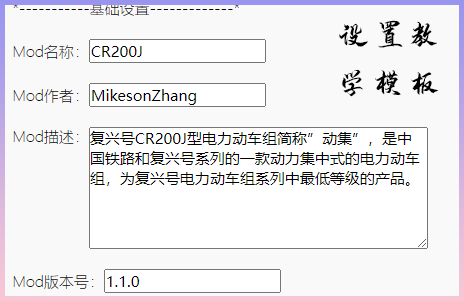 *------------基础设置-------------*
设置教
学模板
Mod名称：CR200J
Mod作者：MikesonZhang
Mod描述：复兴号CR200J型电力动车组简称”动集”，是中
国铁路和复兴号系列的一款动力集中式的电力动车
组，为复兴号电力动车组系列中最低等级的产品。
Mod版本号：1.1.0